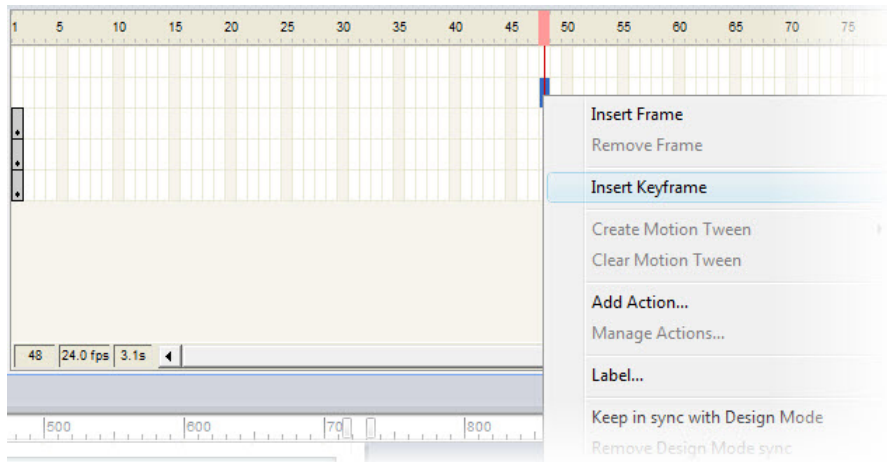 1 5 10 15 20 25 30 35 40 45 50 55 60 65 70 75
Insert Frame
Remove Frame
Insert Keyframe
Create Motion Tween
Clear Motion Tween
Add Action...
Manage Actions...
Label...
Keep in sync with Design Mode
Remove Design Mode sync
48 24.0 fps 3.1s
500 600 70 800